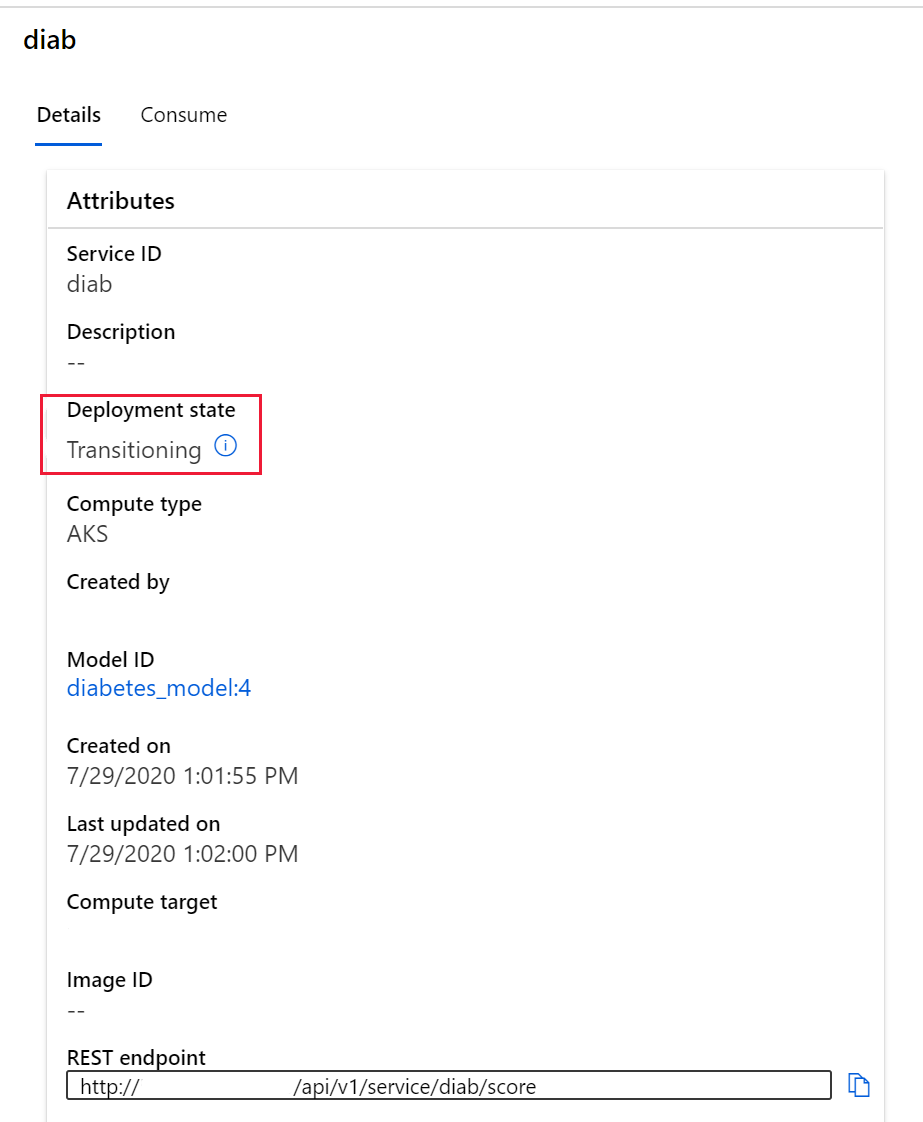 diab
Details Consume
Attributes
Service ID
diab
Description
--
Deployment state
Transitioning
Compute type
AKS
Created by
Model ID
diabetes_model:4
Created on
7/29/2020 1:01:55 PM
Last updated on
7/29/2020 1:02:00 PM
Compute target
Image ID
--
REST endpoint
http:// /api/v1/service/diab/score